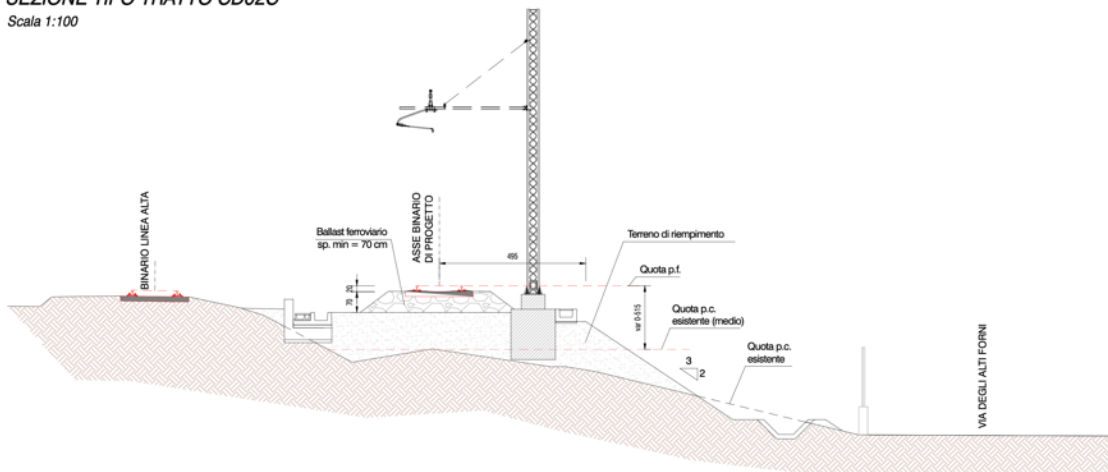 SEZIONE TIPO TRATTO
Scala 1:100
BINARIO LINEA ALTA
Ballast ferroviario
sp. min = 70 cm
ASSE BINARIO
DI PROGETTO
495
Terreno di riempimento
20
70
Quota p.f.
var 0-515
Quota p.c.
esistente (medio)
3
2
Quota p.c.
esistente
VIA DEGLI ALTI FORNI